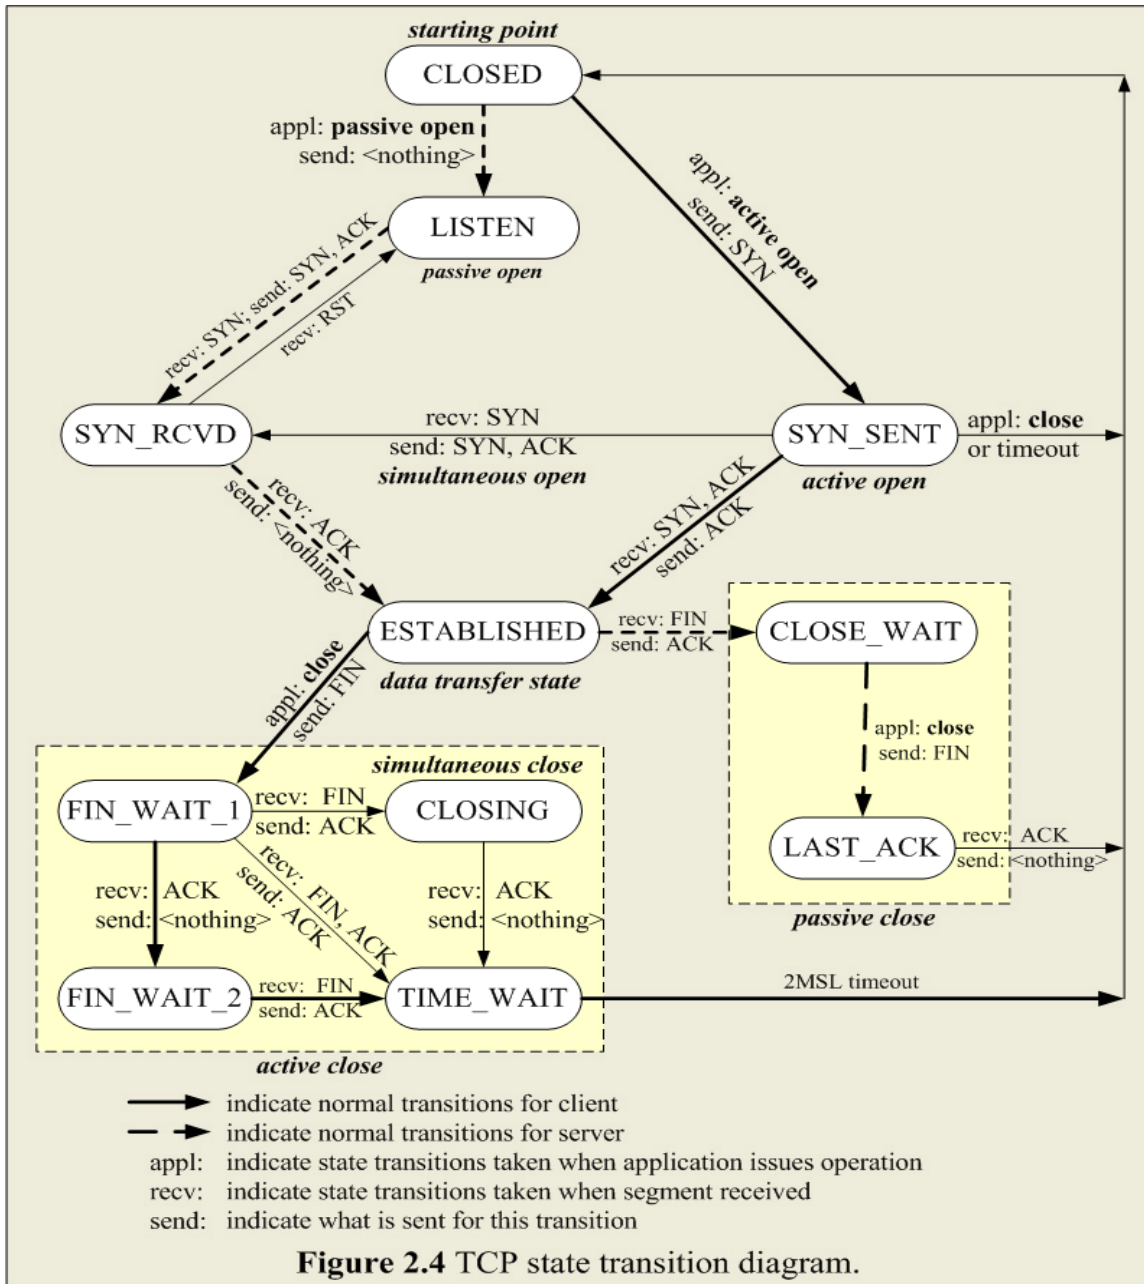 starting point
CLOSED
appl: passive open
send: <nothing>
appl: active open
send: SYN
LISTEN
passive open
recv: SYN; send: SYN, ACK
recv: RST
SYN_RCVD
recv: SYN
send: SYN, ACK
simultaneous open
SYN_SENT
active open
appl: close
or timeout
recv: ACK
send: <nothing>
recv: SYN, ACK
send: ACK
ESTABLISHED
data transfer state
recv: FIN
send: ACK
CLOSE_WAIT
appl: close
send: FIN
appl: close
send: FIN
LAST_ACK
recv: ACK
send: <nothing>
passive close
simultaneous close
FIN_WAIT_1
recv: FIN
send: ACK
CLOSING
recv: ACK
send: <nothing>
recv: FIN, ACK
send: ACK
recv: ACK
send: <nothing>
FIN_WAIT_2
recv: FIN
send: ACK
TIME_WAIT
2MSL timeout
active close
indicate normal transitions for client
indicate normal transitions for server
appl: indicate state transitions taken when application issues operation
recv: indicate state transitions taken when segment received
send: indicate what is sent for this transition
Figure 2.4 TCP state transition diagram.